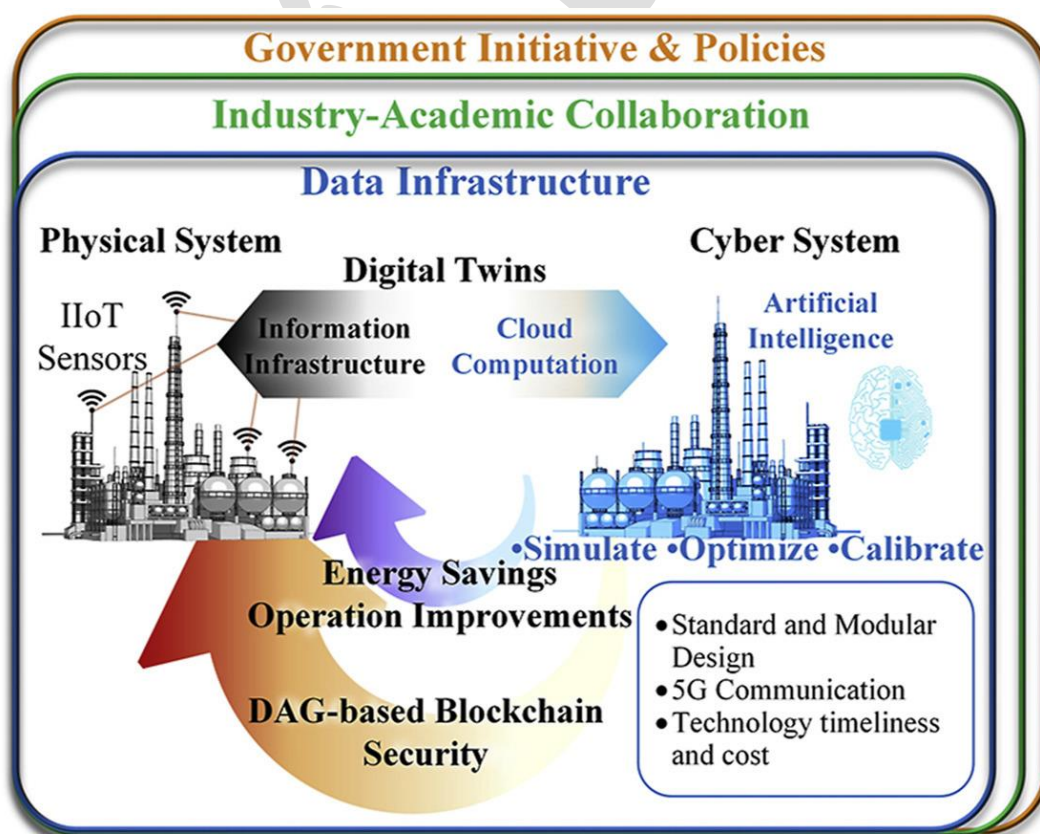 Government Initiative & Policies
Industry-Academic Collaboration
Data Infrastructure
Physical System
Cyber System
Digital Twins
IIoT
Sensors
Information
Infrastructure
Cloud
Computation
Artificial
Intelligence
•Simulate •Optimize •Calibrate
Energy Savings
Operation Improvements
DAG-based Blockchain
Security
•Standard and Modular
Design
•5G Communication
•Technology timeliness
and cost